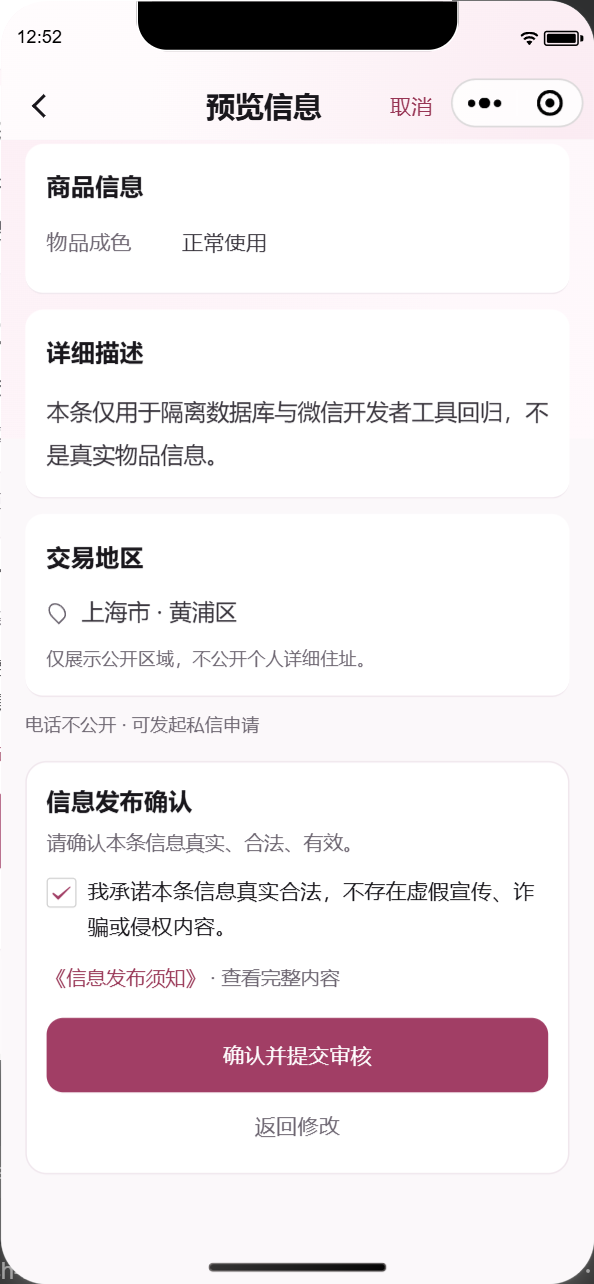 12:52
预览信息
取消
商品信息
物品成色 正常使用
详细描述
本条仅用于隔离数据库与微信开发者工具回归，不
是真实物品信息。
交易地区
上海市 · 黄浦区
仅展示公开区域，不公开个人详细住址。
电话不公开 · 可发起私信申请
信息发布确认
请确认本条信息真实、合法、有效。
我承诺本条信息真实合法，不存在虚假宣传、诈
骗或侵权内容。
《信息发布须知》 · 查看完整内容
确认并提交审核
返回修改